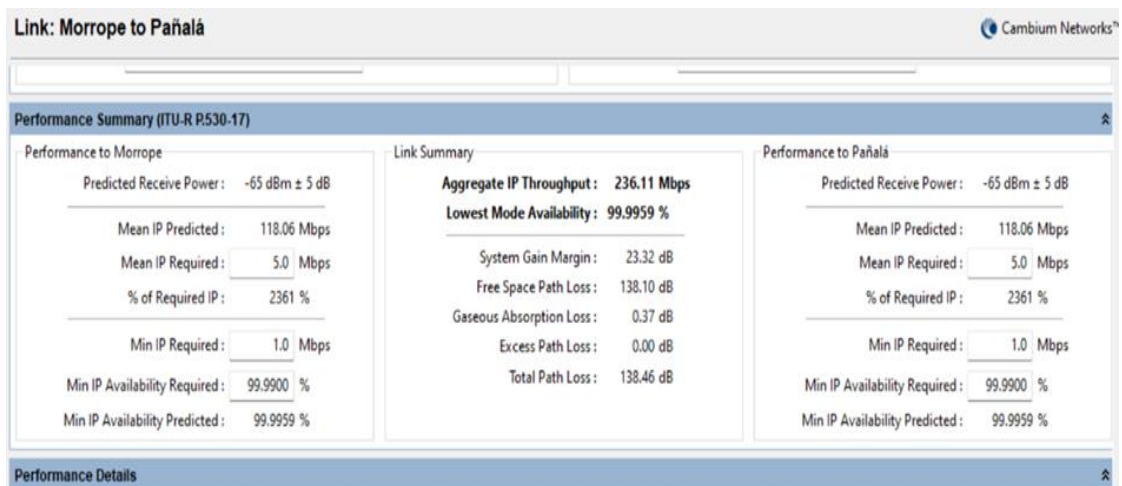 Link: Morrope to Pañalá
Cambium Networks™
Performance Summary (ITU-R P.530-17)
Performance to Morrope
Predicted Receive Power : -65 dBm ± 5 dB
Mean IP Predicted : 118.06 Mbps
Mean IP Required : 5.0 Mbps
% of Required IP : 2361 %
Min IP Required : 1.0 Mbps
Min IP Availability Required : 99.9900 %
Min IP Availability Predicted : 99.9959 %
Link Summary
Aggregate IP Throughput : 236.11 Mbps
Lowest Mode Availability : 99.9959 %
System Gain Margin : 23.32 dB
Free Space Path Loss : 138.10 dB
Gaseous Absorption Loss : 0.37 dB
Excess Path Loss : 0.00 dB
Total Path Loss : 138.46 dB
Performance to Pañalá
Predicted Receive Power : -65 dBm ± 5 dB
Mean IP Predicted : 118.06 Mbps
Mean IP Required : 5.0 Mbps
% of Required IP : 2361 %
Min IP Required : 1.0 Mbps
Min IP Availability Required : 99.9900 %
Min IP Availability Predicted : 99.9959 %
Performance Details